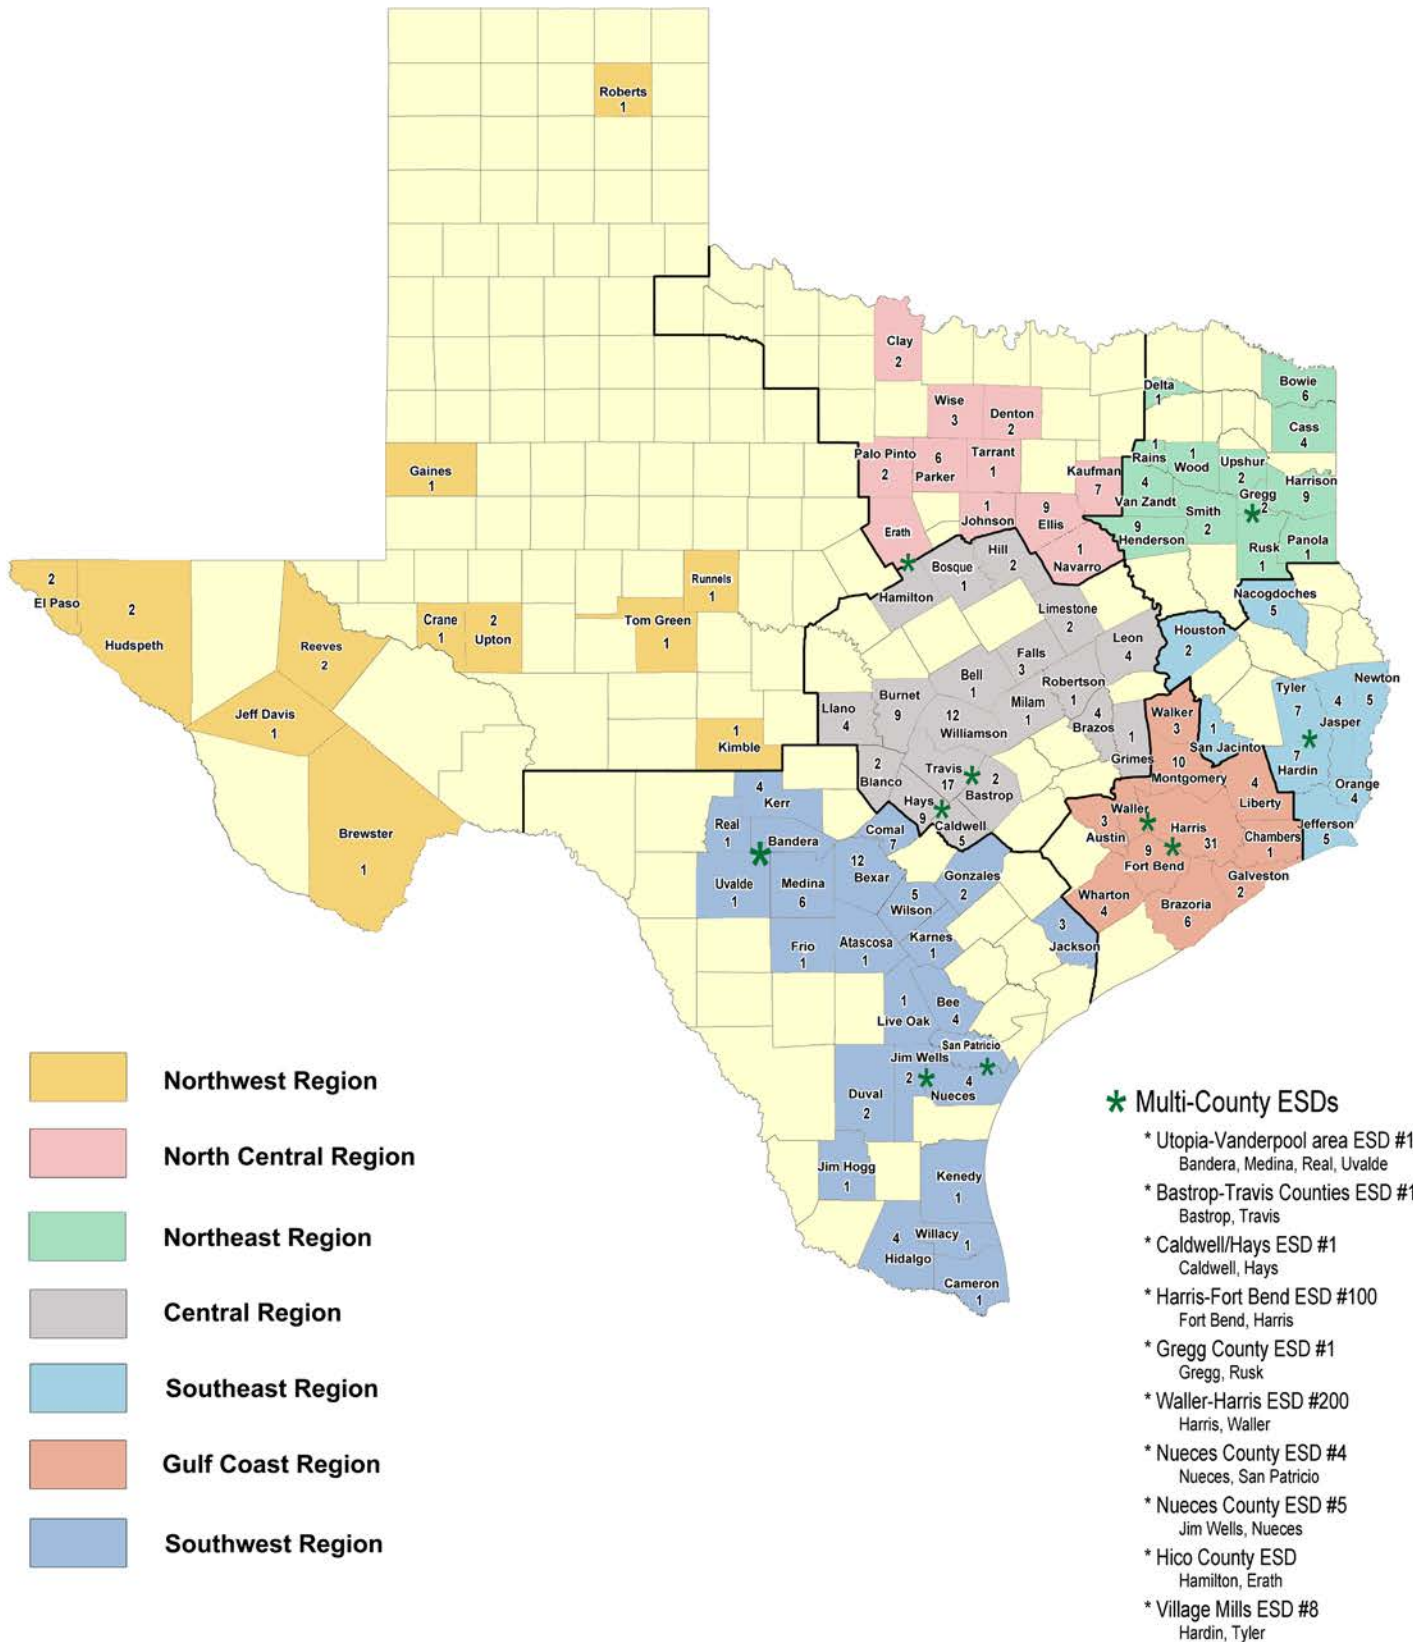 Roberts
1
Clay
2
Delta
1
Bowie
6
Wise
3
Denton
2
Cass
4
Gaines
1
Palo Pinto
2
6
Parker
Tarrant
1
Kaufman
7
1
Rains
1
Wood
Upshur
2
Harrison
9
4
Van Zandt
Gregg
2
Erath
1
Johnson
9
Ellis
Smith
2
9
Henderson
Rusk
1
Panola
1
1
Navarro
Hill
2
Bosque
1
Hamilton
2
El Paso
2
Hudspeth
Runnels
1
Nacogdoches
5
Crane
1
2
Upton
Tom Green
1
Limestone
2
Reeves
2
Leon
4
Houston
2
Falls
3
Bell
1
Robertson
1
Tyler
7
4
Jasper
Newton
5
Jeff Davis
1
Llano
4
Burnet
9
Milam
1
4
Brazos
Walker
3
1
Kimble
12
Williamson
1
Grimes
1
San Jacinto
7
Hardin
10
Montgomery
2
Blanco
Travis
17
2
Bastrop
4
Liberty
Orange
4
4
Kerr
Hays
9
Caldwell
5
Waller
3
Austin
Harris
31
Jefferson
5
Brewster
1
Real
1
Bandera
Comal
7
9
Fort Bend
Chambers
1
Uvalde
1
Medina
6
12
Bexar
Gonzales
2
Galveston
2
5
Wilson
Wharton
4
Brazoria
6
Frio
1
Atascosa
1
Karnes
1
3
Jackson
1
Live Oak
Bee
4
San Patricio
Jim Wells
2
4
Nueces
Duval
2
Jim Hogg
1
Kenedy
1
4
Hidalgo
Willacy
1
Cameron
1
Northwest Region
North Central Region
Northeast Region
Central Region
Southeast Region
Gulf Coast Region
Southwest Region
* Multi-County ESDs
* Utopia-Vanderpool area ESD #1
Bandera, Medina, Real, Uvalde
* Bastrop-Travis Counties ESD #1
Bastrop, Travis
* Caldwell/Hays ESD #1
Caldwell, Hays
* Harris-Fort Bend ESD #100
Fort Bend, Harris
* Gregg County ESD #1
Gregg, Rusk
* Waller-Harris ESD #200
Harris, Waller
* Nueces County ESD #4
Nueces, San Patricio
* Nueces County ESD #5
Jim Wells, Nueces
* Hico County ESD
Hamilton, Erath
* Village Mills ESD #8
Hardin, Tyler